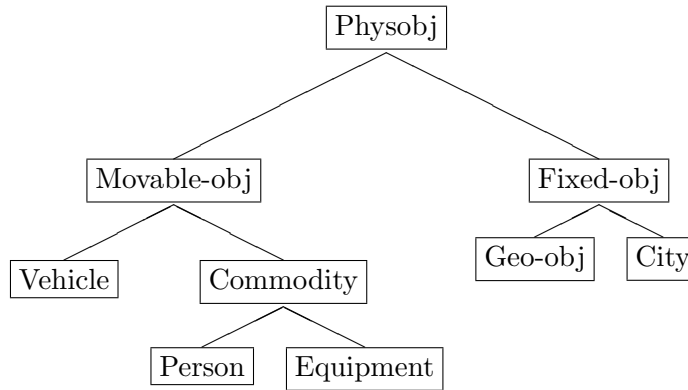 Physobj
Movable-obj
Fixed-obj
Vehicle
Commodity
Geo-obj
City
Person
Equipment